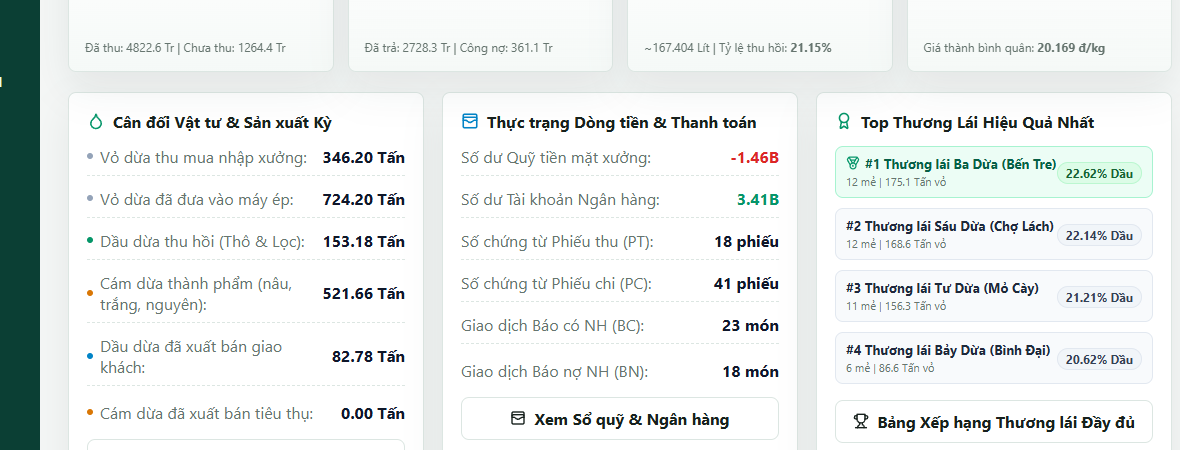 Đã thu: 4822.6 Tr | Chưa thu: 1264.4 Tr
Đã trả: 2728.3 Tr | Công nợ: 361.1 Tr
~167.404 Lít | Tỷ lệ thu hồi: 21.15%
Giá thành bình quân: 20.169 đ/kg
Cân đối Vật tư & Sản xuất Kỳ
Vỏ dừa thu mua nhập xưởng: 346.20 Tấn
Vỏ dừa đã đưa vào máy ép: 724.20 Tấn
Dầu dừa thu hồi (Thô & Lọc): 153.18 Tấn
Cám dừa thành phẩm (nâu,
trắng, nguyên): 521.66 Tấn
Dầu dừa đã xuất bán giao
khách: 82.78 Tấn
Cám dừa đã xuất bán tiêu thụ: 0.00 Tấn
Thực trạng Dòng tiền & Thanh toán
Số dư Quỹ tiền mặt xưởng: -1.46B
Số dư Tài khoản Ngân hàng: 3.41B
Số chứng từ Phiếu thu (PT): 18 phiếu
Số chứng từ Phiếu chi (PC): 41 phiếu
Giao dịch Báo có NH (BC): 23 món
Giao dịch Báo nợ NH (BN): 18 món
Xem Sổ quỹ & Ngân hàng
Top Thương Lái Hiệu Quả Nhất
#1 Thương lái Ba Dừa (Bến Tre)
12 mẻ | 175.1 Tấn vỏ
22.62% Dầu
#2 Thương lái Sáu Dừa (Chợ Lách)
12 mẻ | 168.6 Tấn vỏ
22.14% Dầu
#3 Thương lái Tư Dừa (Mỏ Cày)
11 mẻ | 156.3 Tấn vỏ
21.21% Dầu
#4 Thương lái Bảy Dừa (Bình Đại)
6 mẻ | 86.6 Tấn vỏ
20.62% Dầu
Bảng Xếp hạng Thương lái Đầy đủ